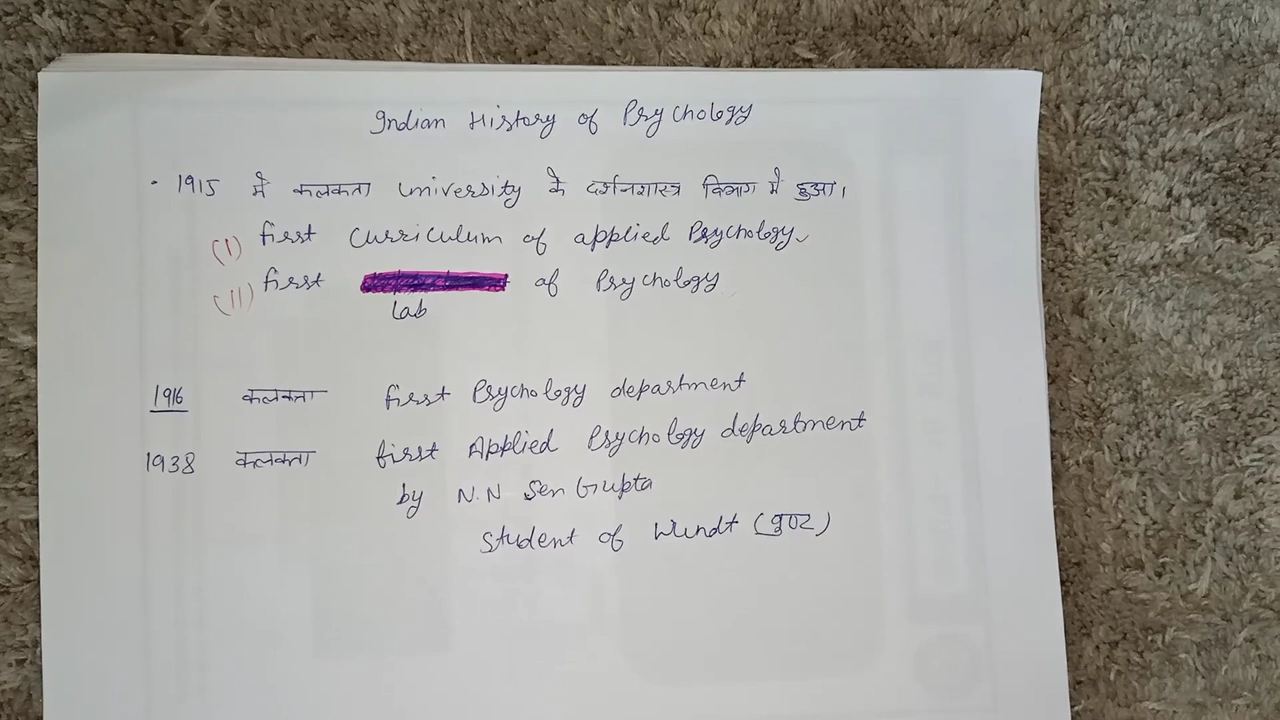 Indian History of Psychology
• 1915 में कलकता University के दर्शनशास्त्र विभाग में हुआ।
(I) first curriculum of applied Psychology
(II) first of Psychology
Lab
1916 कलकता first Psychology department
1938 कलकता first Applied Psychology department
by N.N Sen Gupta
Student of Wundt (वुण्ट)